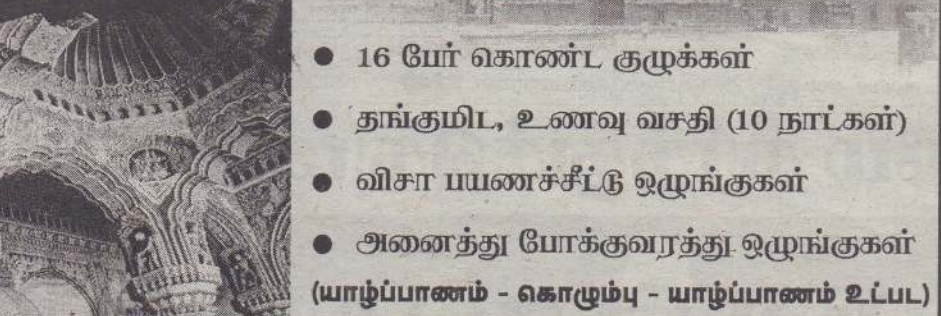 ● 16 பேர் கொண்ட குழுக்கள்
● தங்குமிட, உணவு வசதி (10 நாட்கள்)
● விசா பயணச்சீட்டு ஒழுங்குகள்
● அனைத்து போக்குவரத்து ஒழுங்குகள்
(யாழ்ப்பாணம் - கொழும்பு - யாழ்ப்பாணம் உட்பட)